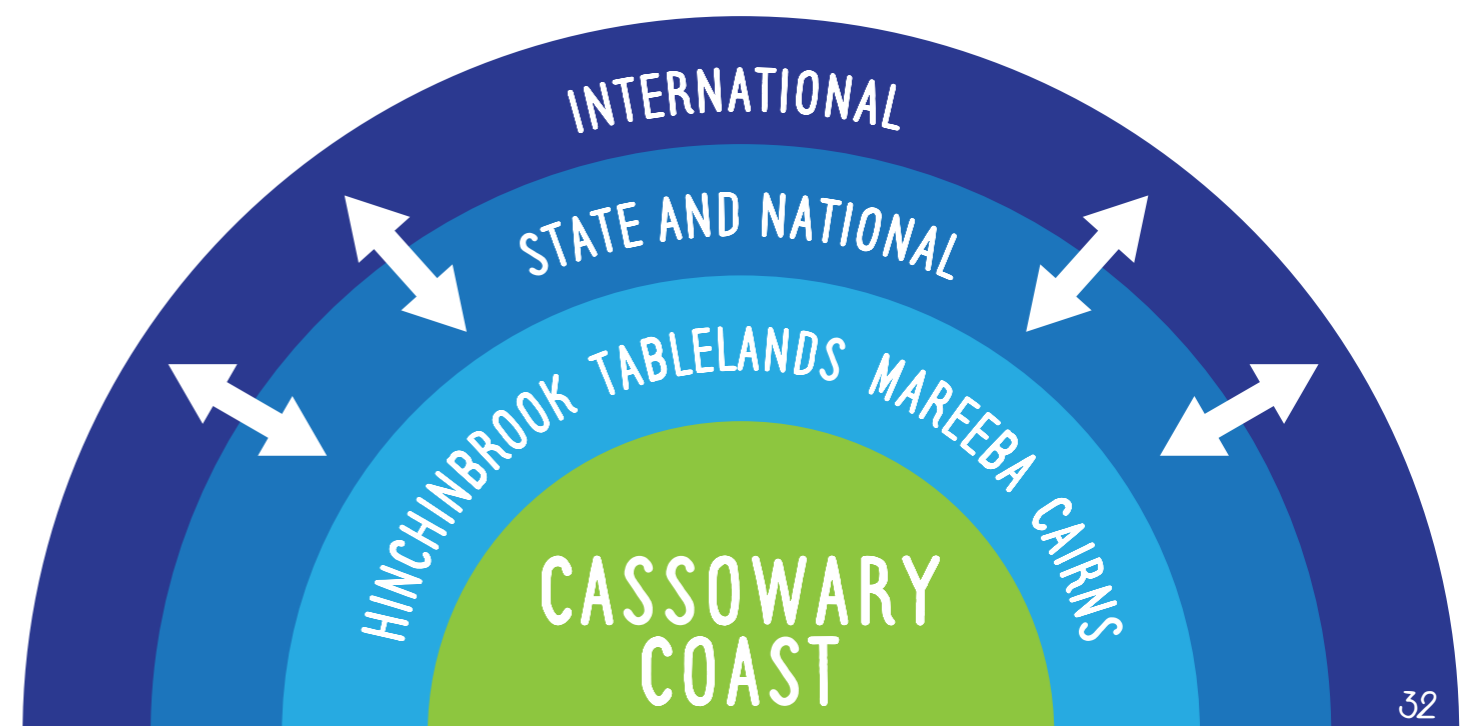 INTERNATIONAL
STATE AND NATIONAL
HINCHINBROOK TABLELANDS MAREEBA CAIRNS
CASSOWARY
COAST
32